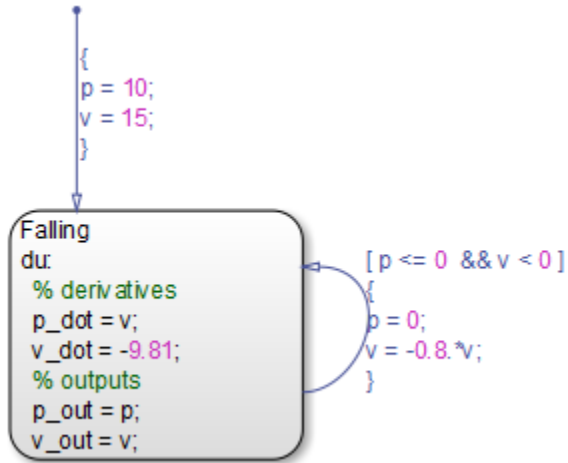 {
p = 10;
v = 15;
}
Falling
du:
% derivatives
p_dot = v;
v_dot = -9.81;
% outputs
p_out = p;
v_out = v;
[ p <= 0 && v < 0 ]
{
p = 0;
v = -0.8.*v;
}